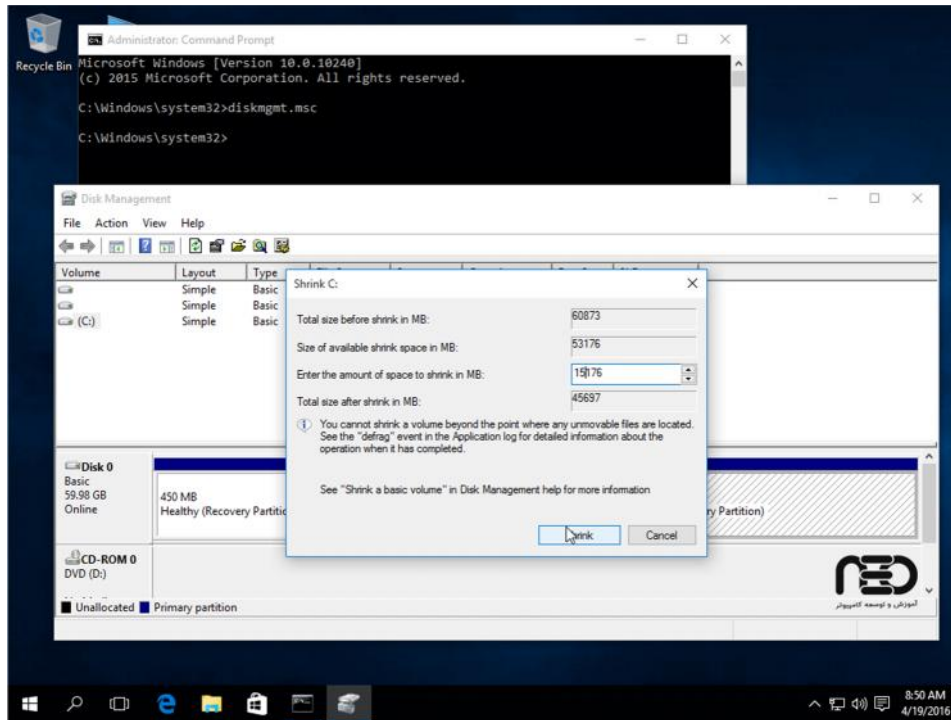 Recycle Bin
Administrator: Command Prompt
Microsoft Windows [Version 10.0.10240]
(c) 2015 Microsoft Corporation. All rights reserved.
C:\Windows\system32>diskmgmt.msc
C:\Windows\system32>
Disk Management
File Action View Help
Volume Layout Type
Simple Basic
Simple Basic
(C:) Simple Basic
Shrink C:
Total size before shrink in MB: 60873
Size of available shrink space in MB: 53176
Enter the amount of space to shrink in MB: 15176
Total size after shrink in MB: 45697
You cannot shrink a volume beyond the point where any unmovable files are located.
See the "defrag" event in the Application log for detailed information about the
operation when it has completed.
See "Shrink a basic volume" in Disk Management help for more information
Shrink Cancel
Disk 0
Basic
59.98 GB
Online
450 MB
Healthy (Recovery Partitic
ry Partition)
CD-ROM 0
DVD (D:)
Unallocated Primary partition
NEO
آموزش و توسعه کامپیوتر
8:50 AM
4/19/2016